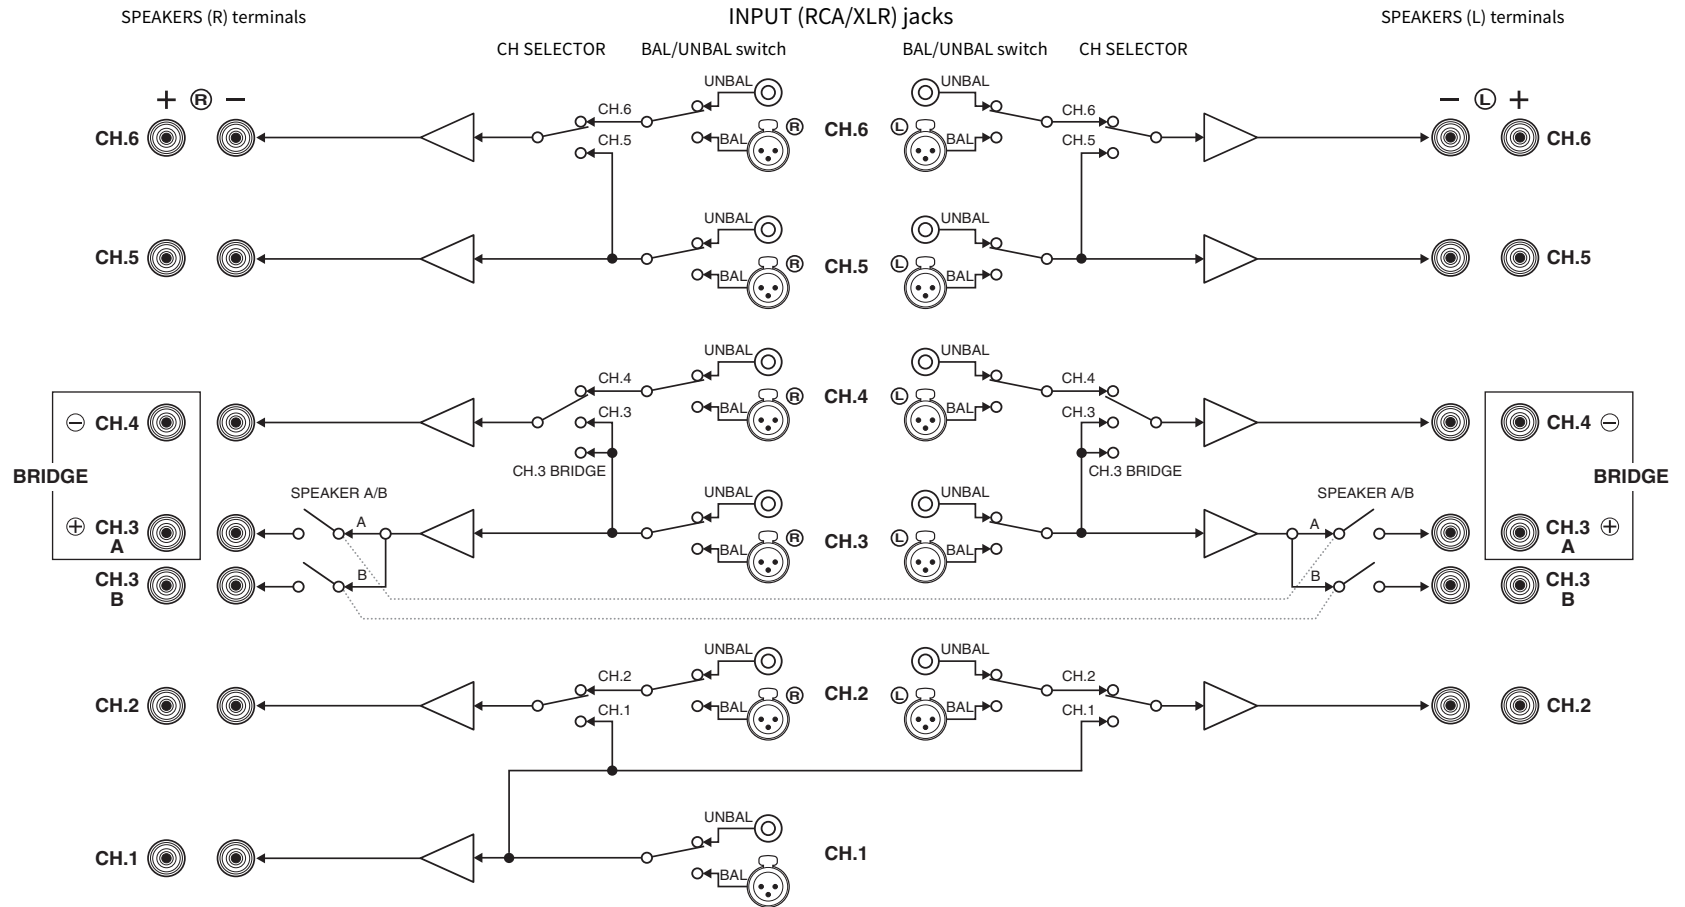 SPEAKERS (R) terminals INPUT (RCA/XLR) jacks SPEAKERS (L) terminals
CH SELECTOR BAL/UNBAL switch BAL/UNBAL switch CH SELECTOR
UNBAL UNBAL
+ R − − L +
CH.6 CH.6 R CH.6 L CH.6 CH.6
CH.5 BAL BAL CH.5
UNBAL UNBAL
CH.5 R CH.5 L CH.5
BAL BAL
UNBAL UNBAL
CH.4 CH.4
− CH.4 CH.3 BAL R CH.4 L BAL CH.3 CH.4 −
CH.3 BRIDGE CH.3 BRIDGE
BRIDGE BRIDGE
SPEAKER A/B UNBAL UNBAL SPEAKER A/B
+ CH.3 A R CH.3 L A CH.3 +
A BAL BAL A
CH.3 B B CH.3
B B
UNBAL UNBAL
CH.2 CH.2
CH.2 CH.1 BAL R CH.2 L BAL CH.1 CH.2
UNBAL
CH.1 CH.1
BAL